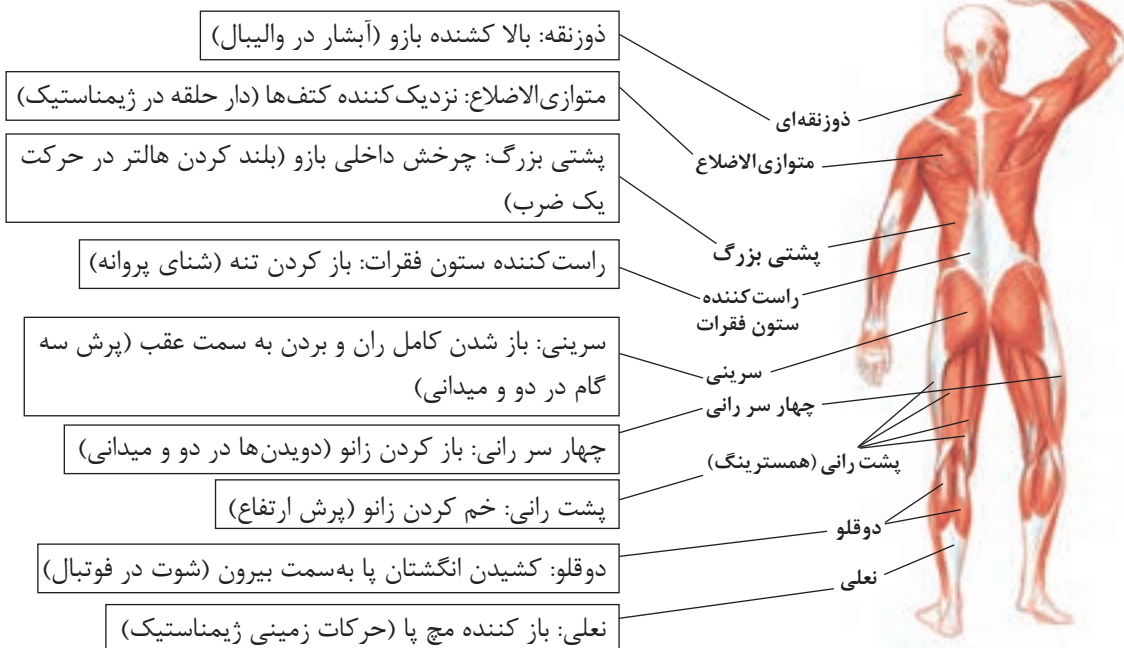 ذوزنقه: بالا کشنده بازو (آبشار در والیبال)
متوازی‌الاضلاع: نزدیک‌کننده کتف‌ها (دار حلقه در ژیمناستیک)
پشتی بزرگ: چرخش داخلی بازو (بلند کردن هالتر در حرکت
یک ضرب)
راست‌کننده ستون فقرات: باز کردن تنه (شنای پروانه)
سرینی: باز شدن کامل ران و بردن به سمت عقب (پرش سه
گام در دو و میدانی)
چهار سر رانی: باز کردن زانو (دویدن‌ها در دو و میدانی)
پشت رانی: خم کردن زانو (پرش ارتفاع)
دوقلو: کشیدن انگشتان پا به‌سمت بیرون (شوت در فوتبال)
نعلی: باز کننده مچ پا (حرکات زمینی ژیمناستیک)
ذوزنقه‌ای
متوازی‌الاضلاع
پشتی بزرگ
راست‌کننده
ستون فقرات
سرینی
چهار سر رانی
پشت رانی (همسترینگ)
دوقلو
نعلی